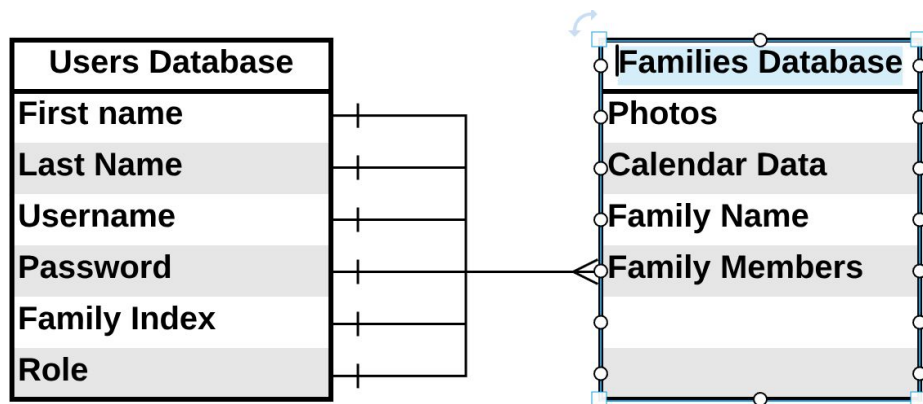 Users Database
First name
Last Name
Username
Password
Family Index
Role
Families Database
Photos
Calendar Data
Family Name
Family Members